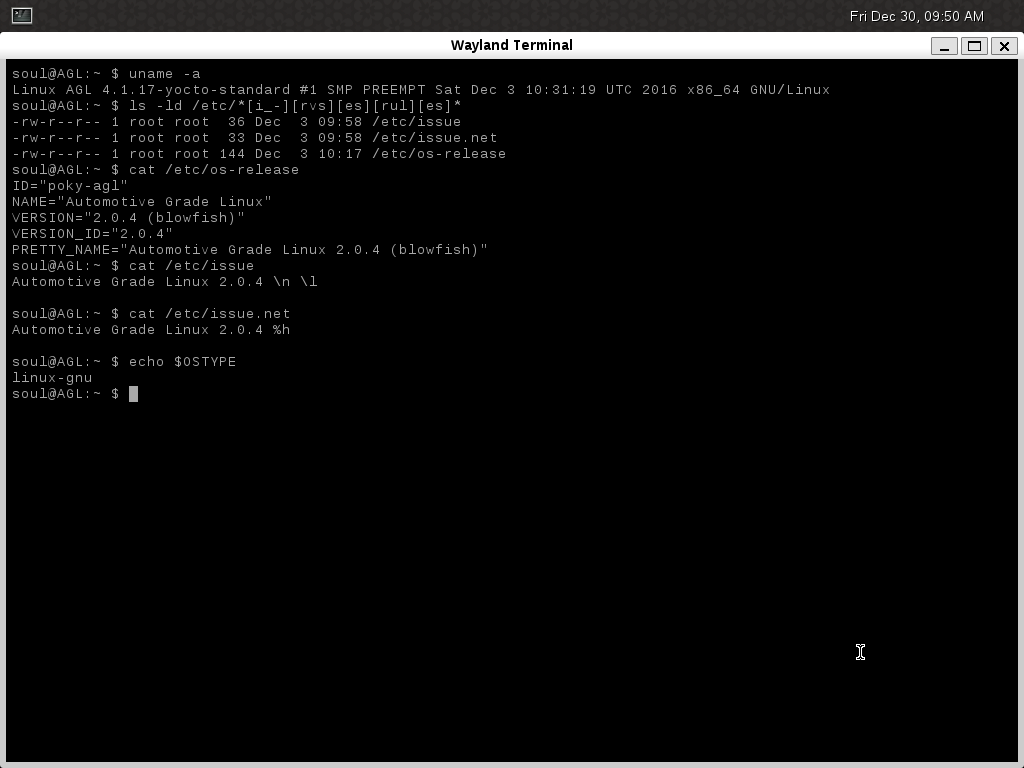 Fri Dec 30, 09:50 AM
Wayland Terminal
soul@AGL:~ $ uname -a
Linux AGL 4.1.17-yocto-standard #1 SMP PREEMPT Sat Dec 3 10:31:19 UTC 2016 x86_64 GNU/Linux
soul@AGL:~ $ ls -ld /etc/*[i_-][rvs][es][rul][es]*
-rw-r--r-- 1 root root  36 Dec  3 09:58 /etc/issue
-rw-r--r-- 1 root root  33 Dec  3 09:58 /etc/issue.net
-rw-r--r-- 1 root root 144 Dec  3 10:17 /etc/os-release
soul@AGL:~ $ cat /etc/os-release
ID="poky-agl"
NAME="Automotive Grade Linux"
VERSION="2.0.4 (blowfish)"
VERSION_ID="2.0.4"
PRETTY_NAME="Automotive Grade Linux 2.0.4 (blowfish)"
soul@AGL:~ $ cat /etc/issue
Automotive Grade Linux 2.0.4 \n \l
soul@AGL:~ $ cat /etc/issue.net
Automotive Grade Linux 2.0.4 %h
soul@AGL:~ $ echo $OSTYPE
linux-gnu
soul@AGL:~ $